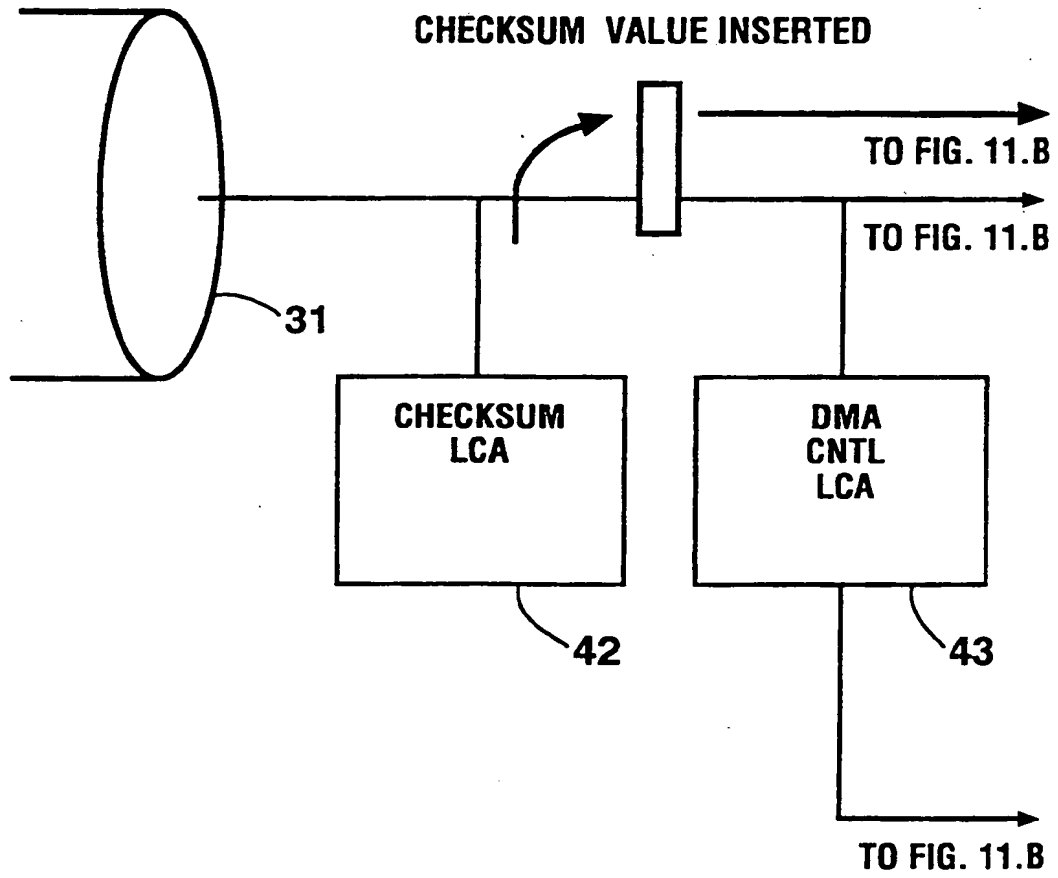 CHECKSUM VALUE INSERTED
TO FIG. 11.B
TO FIG. 11.B
31
CHECKSUM
LCA
DMA
CNTL
LCA
42
43
TO FIG. 11.B